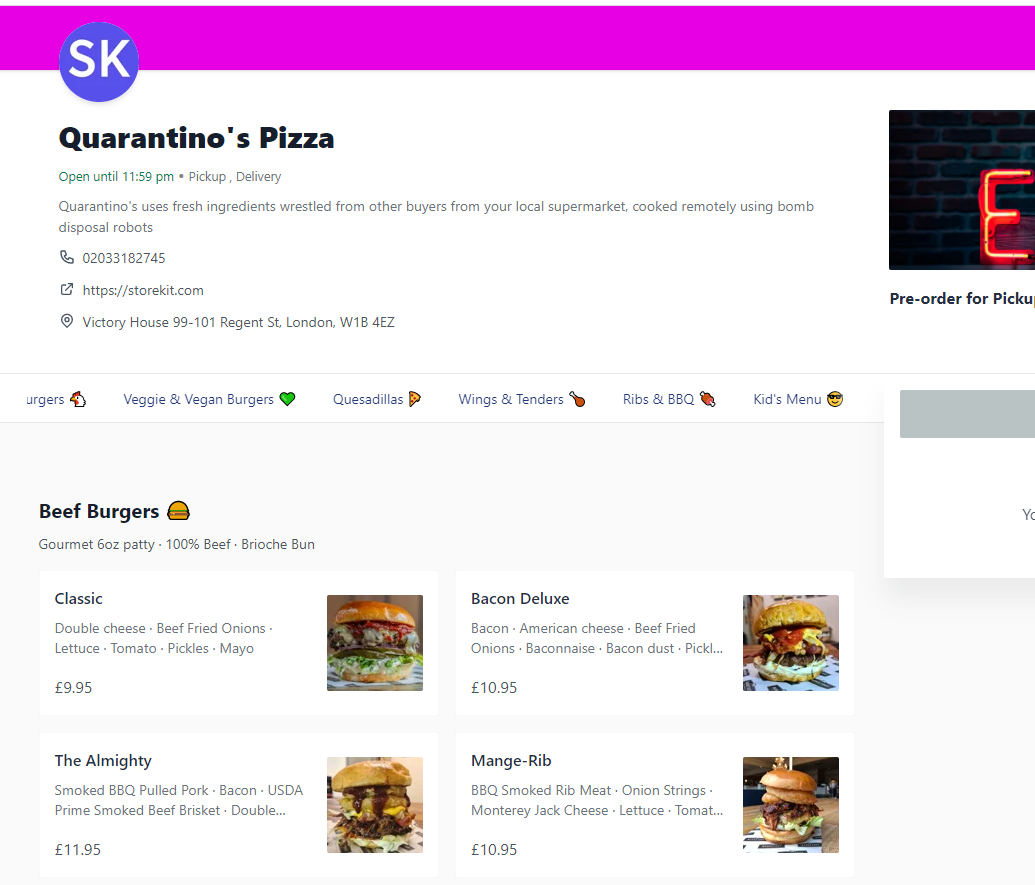 SK
Quarantino's Pizza
Open until 11:59 pm • Pickup , Delivery
Quarantino's uses fresh ingredients wrestled from other buyers from your local supermarket, cooked remotely using bomb
disposal robots
02033182745
https://storekit.com
Victory House 99-101 Regent St, London, W1B 4EZ
E
Pre-order for Picku
urgers 🐔 Veggie & Vegan Burgers 💚 Quesadillas 🍕 Wings & Tenders 🍗 Ribs & BBQ 🍖 Kid's Menu 😎
Yo
Beef Burgers 🍔
Gourmet 6oz patty · 100% Beef · Brioche Bun
Classic
Double cheese · Beef Fried Onions ·
Lettuce · Tomato · Pickles · Mayo
£9.95
Bacon Deluxe
Bacon · American cheese · Beef Fried
Onions · Baconnaise · Bacon dust · Pickl...
£10.95
The Almighty
Smoked BBQ Pulled Pork · Bacon · USDA
Prime Smoked Beef Brisket · Double...
£11.95
Mange-Rib
BBQ Smoked Rib Meat · Onion Strings ·
Monterey Jack Cheese · Lettuce · Tomat...
£10.95